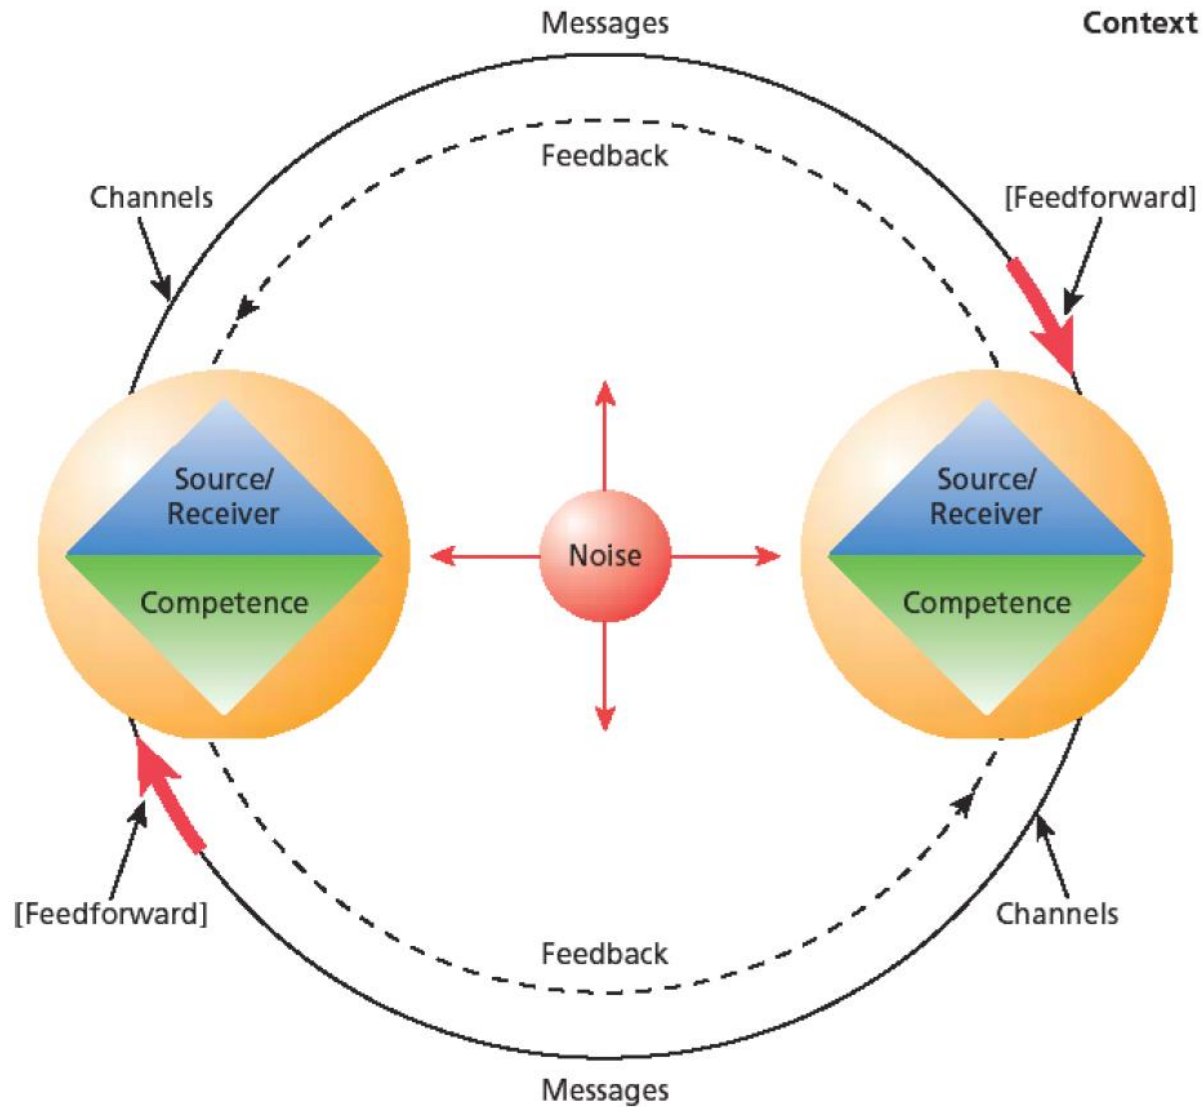 Messages
Context
Feedback
Channels
[Feedforward]
Source/
Receiver
Competence
Noise
Source/
Receiver
Competence
[Feedforward]
Channels
Feedback
Messages